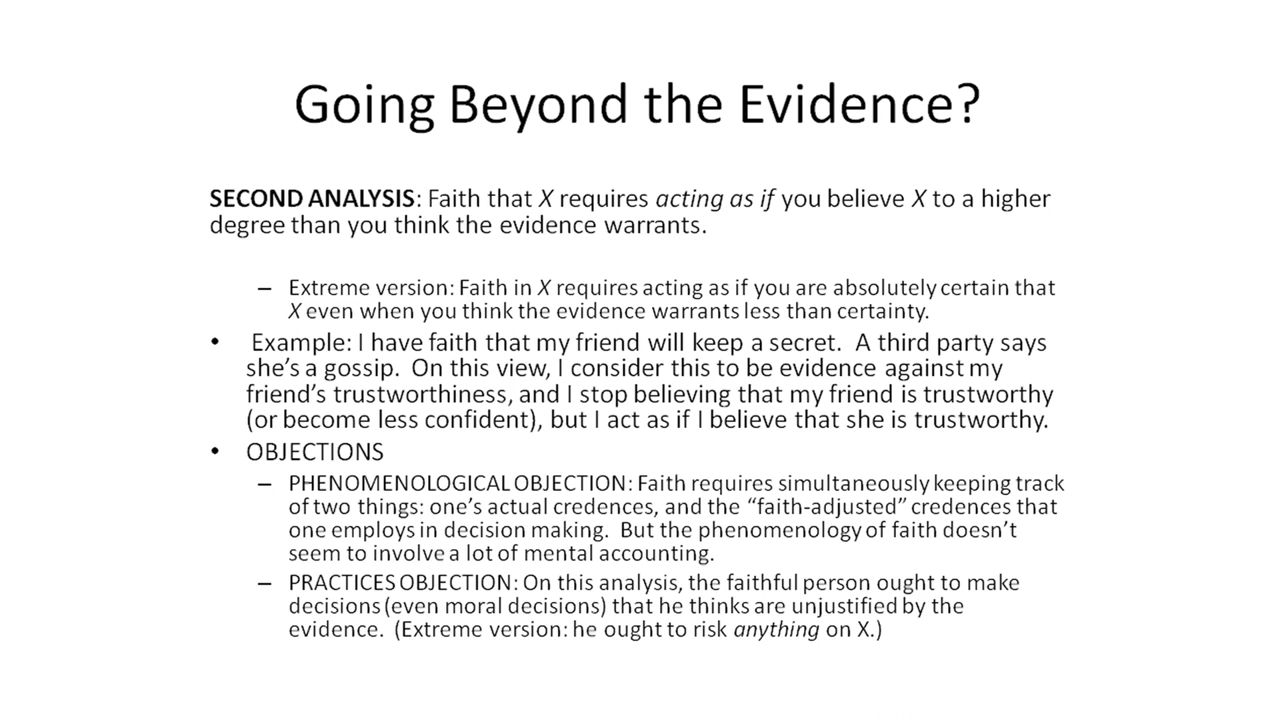 Going Beyond the Evidence?
SECOND ANALYSIS: Faith that X requires acting as if you believe X to a higher
degree than you think the evidence warrants.
– Extreme version: Faith in X requires acting as if you are absolutely certain that
X even when you think the evidence warrants less than certainty.
• Example: I have faith that my friend will keep a secret. A third party says
she's a gossip. On this view, I consider this to be evidence against my
friend's trustworthiness, and I stop believing that my friend is trustworthy
(or become less confident), but I act as if I believe that she is trustworthy.
• OBJECTIONS
– PHENOMENOLOGICAL OBJECTION: Faith requires simultaneously keeping track
of two things: one's actual credences, and the “faith-adjusted” credences that
one employs in decision making. But the phenomenology of faith doesn't
seem to involve a lot of mental accounting.
– PRACTICES OBJECTION: On this analysis, the faithful person ought to make
decisions (even moral decisions) that he thinks are unjustified by the
evidence. (Extreme version: he ought to risk anything on X.)